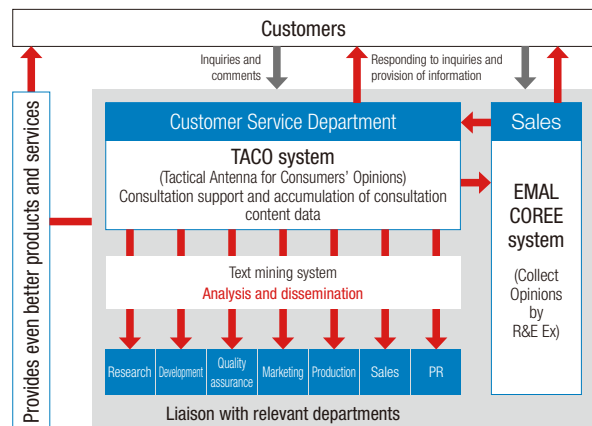 Customers
Inquiries and
comments
Responding to inquiries and
provision of information
Provides even better products and services
Customer Service Department
Sales
TACO system
(Tactical Antenna for Consumers' Opinions)
Consultation support and accumulation of consultation
content data
EMAL
COREE
system
(Collect
Opinions
by
R&E Ex)
Text mining system
Analysis and dissemination
Research
Development
Quality
assurance
Marketing
Production
Sales
PR
Liaison with relevant departments